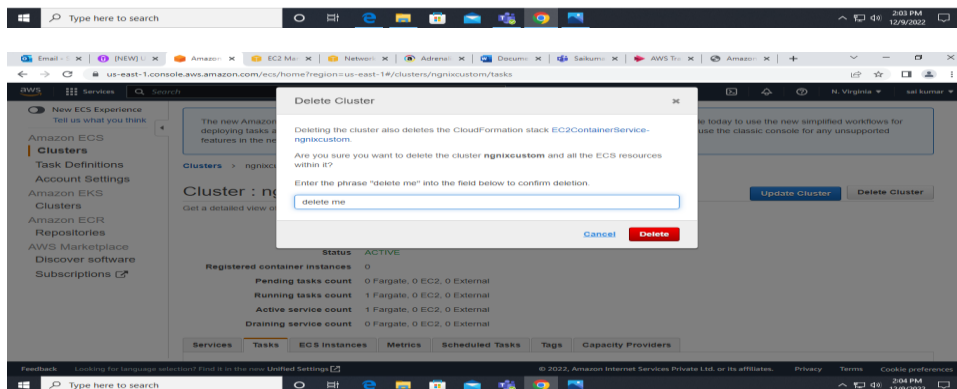 Type here to search
2:03 PM
12/9/2022
Email - S
(NEW) U
Amazon
EC2 Ma
Networ
Adrenali
Docume
Saikuma
AWS Tra
Amazon
us-east-1.console.aws.amazon.com/ecs/home?region=us-east-1#/clusters/ngnixcustom/tasks
aws Services Search N. Virginia sai kumar
New ECS Experience
Tell us what you think
Amazon ECS
Clusters
Task Definitions
Account Settings
Amazon EKS
Clusters
Amazon ECR
Repositories
AWS Marketplace
Discover software
Subscriptions
The new Amazon
deploying tasks a
features in the ne
e today to use the new simplified workflows for
use the classic console for any unsupported
Clusters > ngnixcu
Cluster : ng
Get a detailed view o
Update Cluster Delete Cluster
Delete Cluster
Deleting the cluster also deletes the CloudFormation stack EC2ContainerService-
ngnixcustom.
Are you sure you want to delete the cluster ngnixcustom and all the ECS resources
within it?
Enter the phrase "delete me" into the field below to confirm deletion.
delete me
Cancel Delete
Status ACTIVE
Registered container instances 0
Pending tasks count 0 Fargate, 0 EC2, 0 External
Running tasks count 1 Fargate, 0 EC2, 0 External
Active service count 1 Fargate, 0 EC2, 0 External
Draining service count 0 Fargate, 0 EC2, 0 External
Services Tasks ECS Instances Metrics Scheduled Tasks Tags Capacity Providers
Feedback Looking for language selection? Find it in the new Unified Settings © 2022, Amazon Internet Services Private Ltd. or its affiliates. Privacy Terms Cookie preferences
Type here to search
2:04 PM
12/9/2022